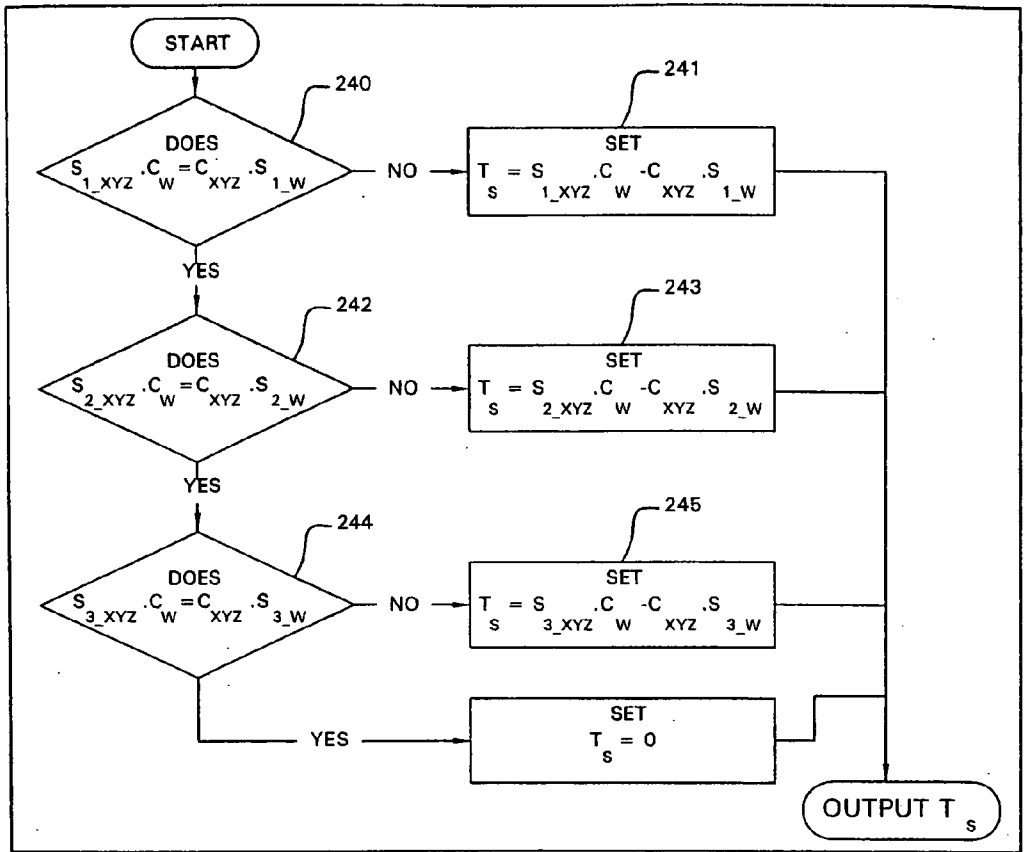 START
240
DOES
S1_XYZ .CW =CXYZ .S1_W
NO
241
SET
TS = S1_XYZ .CW -CXYZ .S1_W
YES
242
DOES
S2_XYZ .CW =CXYZ .S2_W
NO
243
SET
TS = S2_XYZ .CW -CXYZ .S2_W
YES
244
DOES
S3_XYZ .CW =CXYZ .S3_W
NO
245
SET
TS = S3_XYZ .CW -CXYZ .S3_W
YES
SET
TS = 0
OUTPUT TS